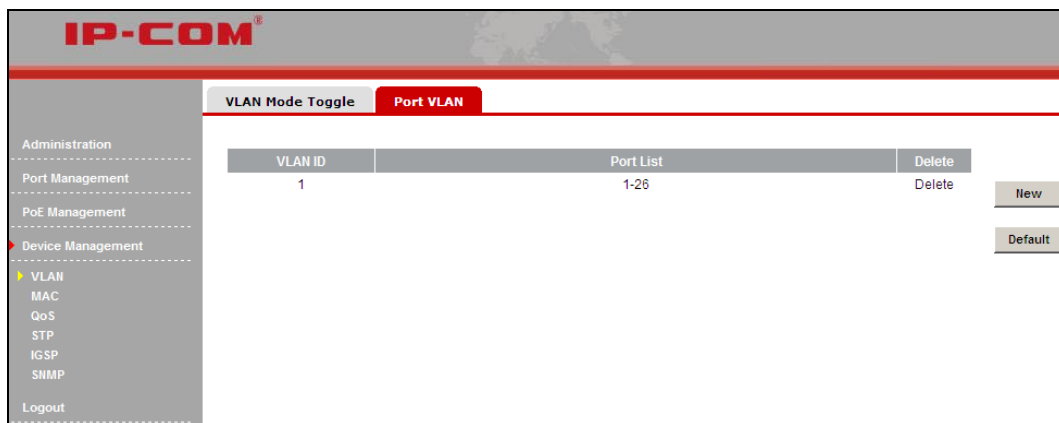 IP-COM®
VLAN Mode Toggle Port VLAN
Administration
Port Management
PoE Management
Device Management
VLAN
MAC
QoS
STP
IGSP
SNMP
Logout
VLAN ID Port List Delete
1 1-26 Delete
New
Default